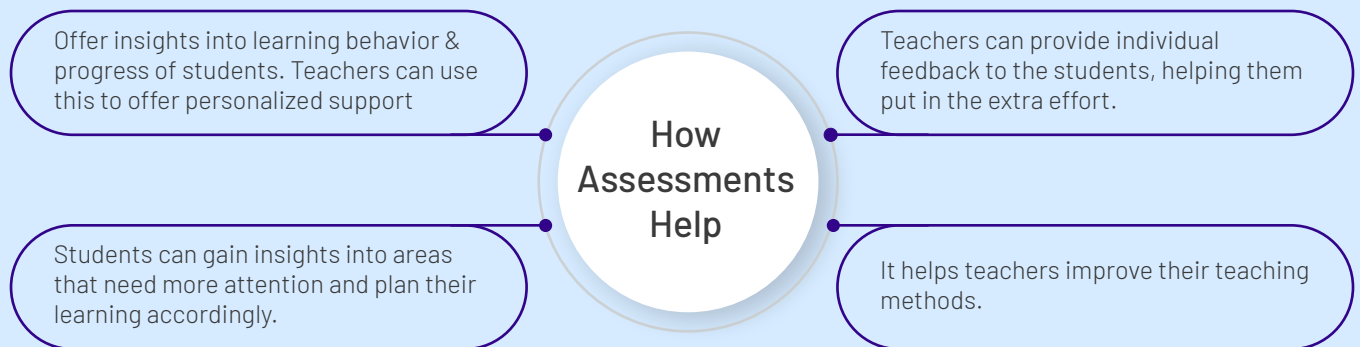 Offer insights into learning behavior &
progress of students. Teachers can use
this to offer personalized support
Teachers can provide individual
feedback to the students, helping them
put in the extra effort.
How
Assessments
Help
Students can gain insights into areas
that need more attention and plan their
learning accordingly.
It helps teachers improve their teaching
methods.